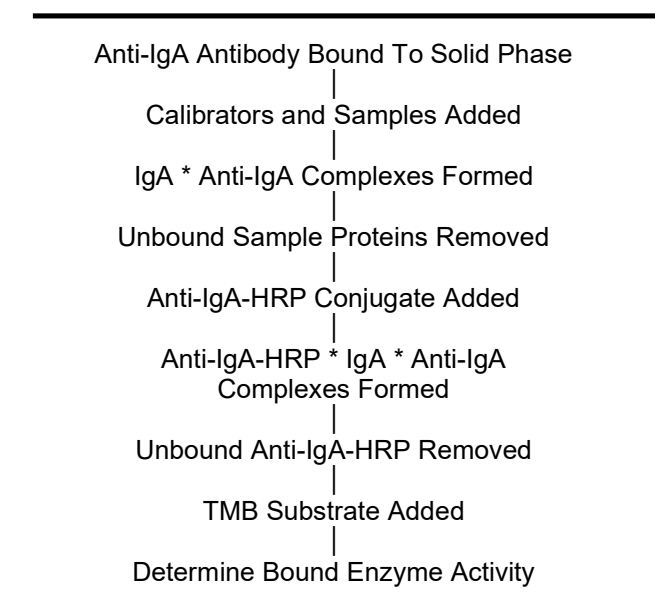 Anti-IgA Antibody Bound To Solid Phase
Calibrators and Samples Added
IgA * Anti-IgA Complexes Formed
Unbound Sample Proteins Removed
Anti-IgA-HRP Conjugate Added
Anti-IgA-HRP * IgA * Anti-IgA
Complexes Formed
Unbound Anti-IgA-HRP Removed
TMB Substrate Added
Determine Bound Enzyme Activity